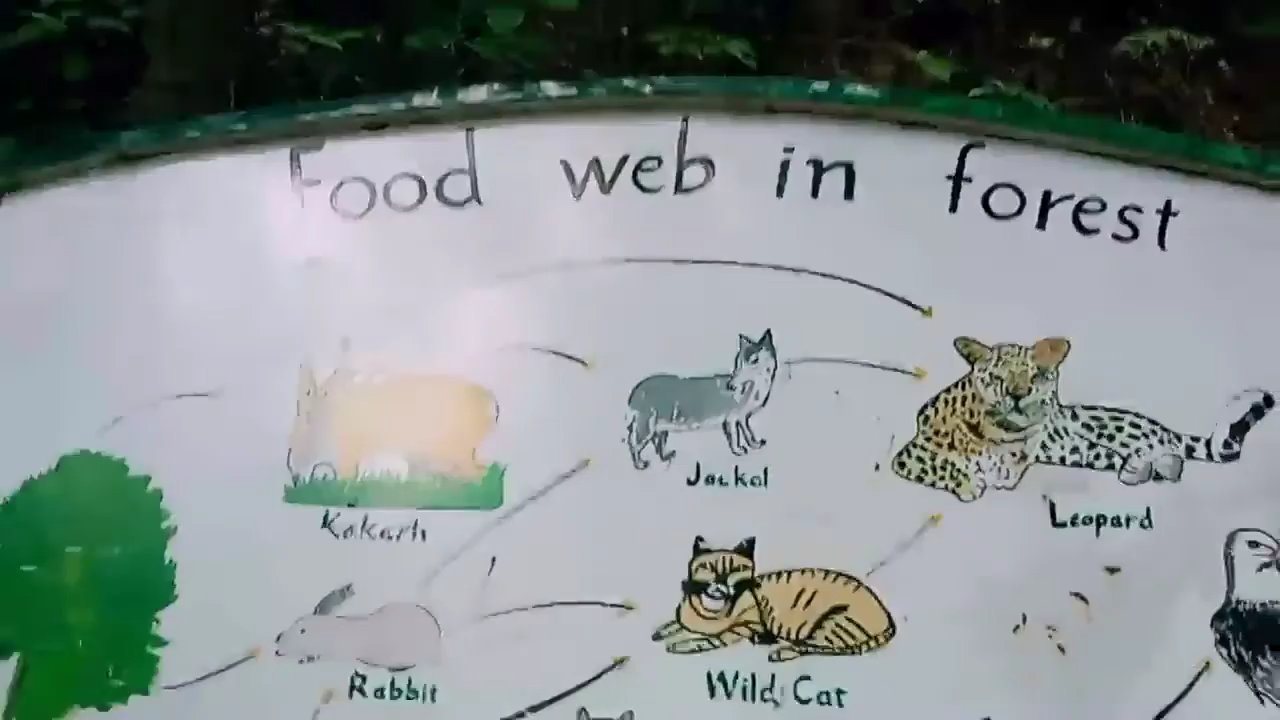 Food web in forest
Jackal
Kakarh
Leopard
Rabbit
Wild Cat